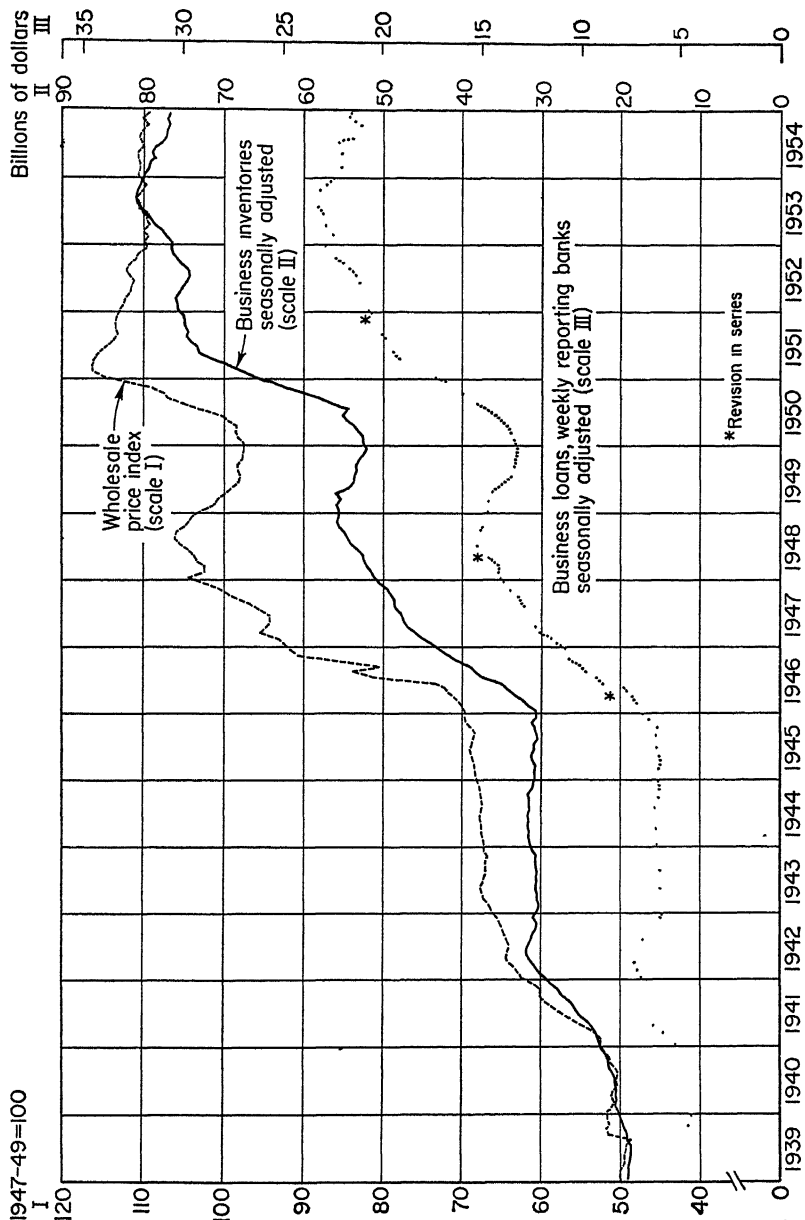 1947–49=100
I
120
110
100
90
80
70
60
50
0
Billions of dollars
II III
90
80
70
60
50
40
30
20
10
0
35
30
25
20
15
10
5
0
Wholesale
price index
(scale I)
Business inventories
seasonally adjusted
(scale II)
Business loans, weekly reporting banks
seasonally adjusted (scale III)
*
*
*
*Revision in series
1939 1940 1941 1942 1943 1944 1945 1946 1947 1948 1949 1950 1951 1952 1953 1954